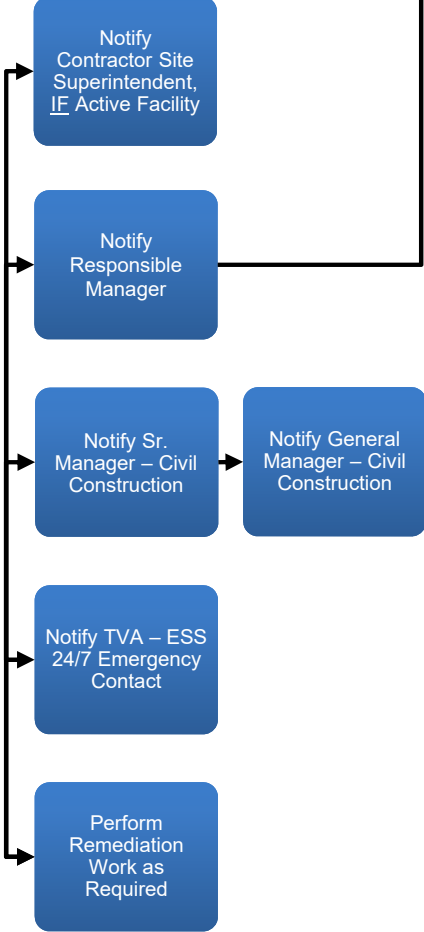 Notify
Contractor Site
Superintendent,
IF Active Facility
Notify
Responsible
Manager
Notify Sr.
Manager – Civil
Construction
Notify General
Manager – Civil
Construction
Notify TVA – ESS
24/7 Emergency
Contact
Perform
Remediation
Work as
Required